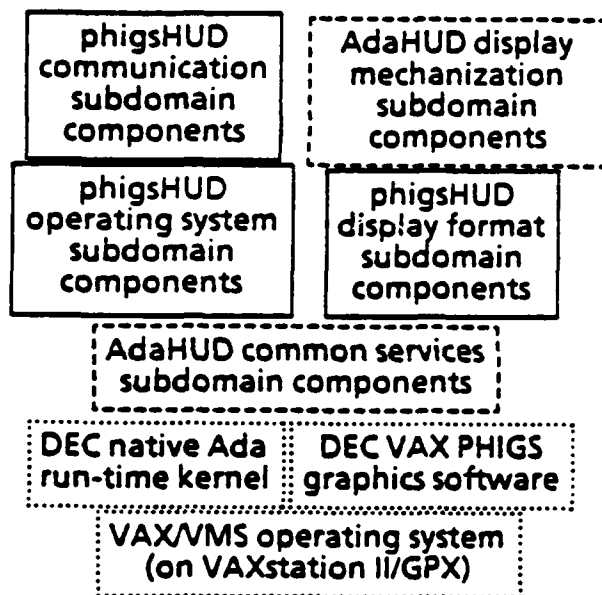 phigsHUD
communication
subdomain
components
AdaHUD display
mechanization
subdomain
components
phigsHUD
operating system
subdomain
components
phigsHUD
display format
subdomain
components
AdaHUD common services
subdomain components
DEC native Ada
run-time kernel
DEC VAX PHIGS
graphics software
VAX/VMS operating system
(on VAXstation II/GPX)